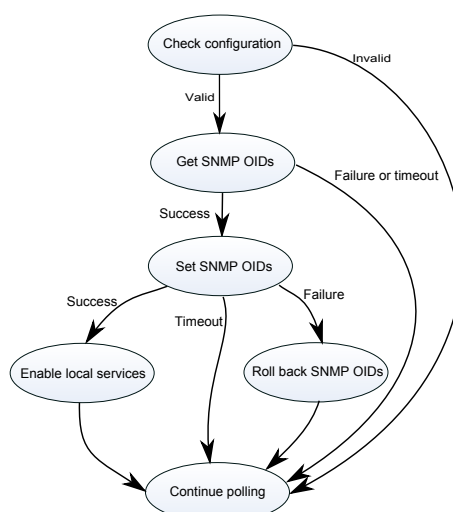 Check configuration
Invalid
Valid
Get SNMP OIDs
Failure or timeout
Success
Set SNMP OIDs
Success
Timeout
Failure
Enable local services
Roll back SNMP OIDs
Continue polling